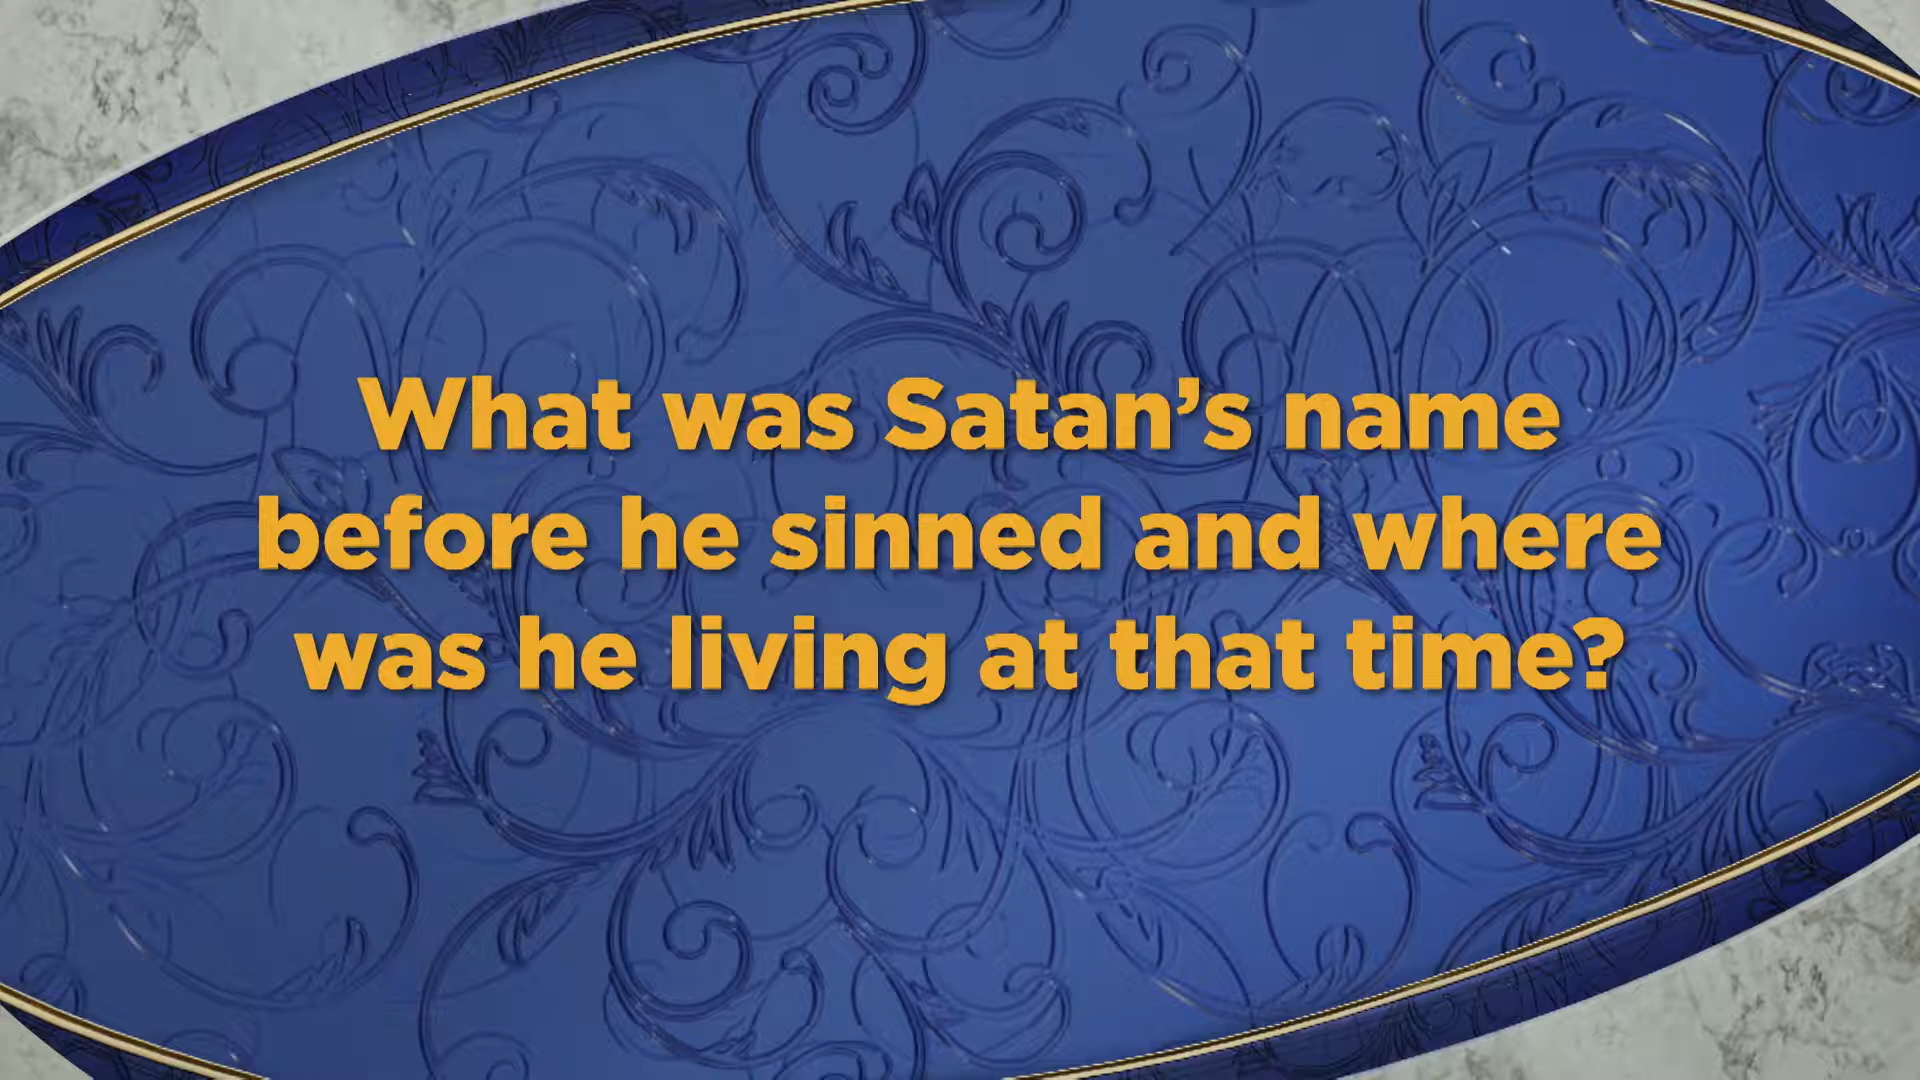 What was Satan’s name
before he sinned and where
was he living at that time?